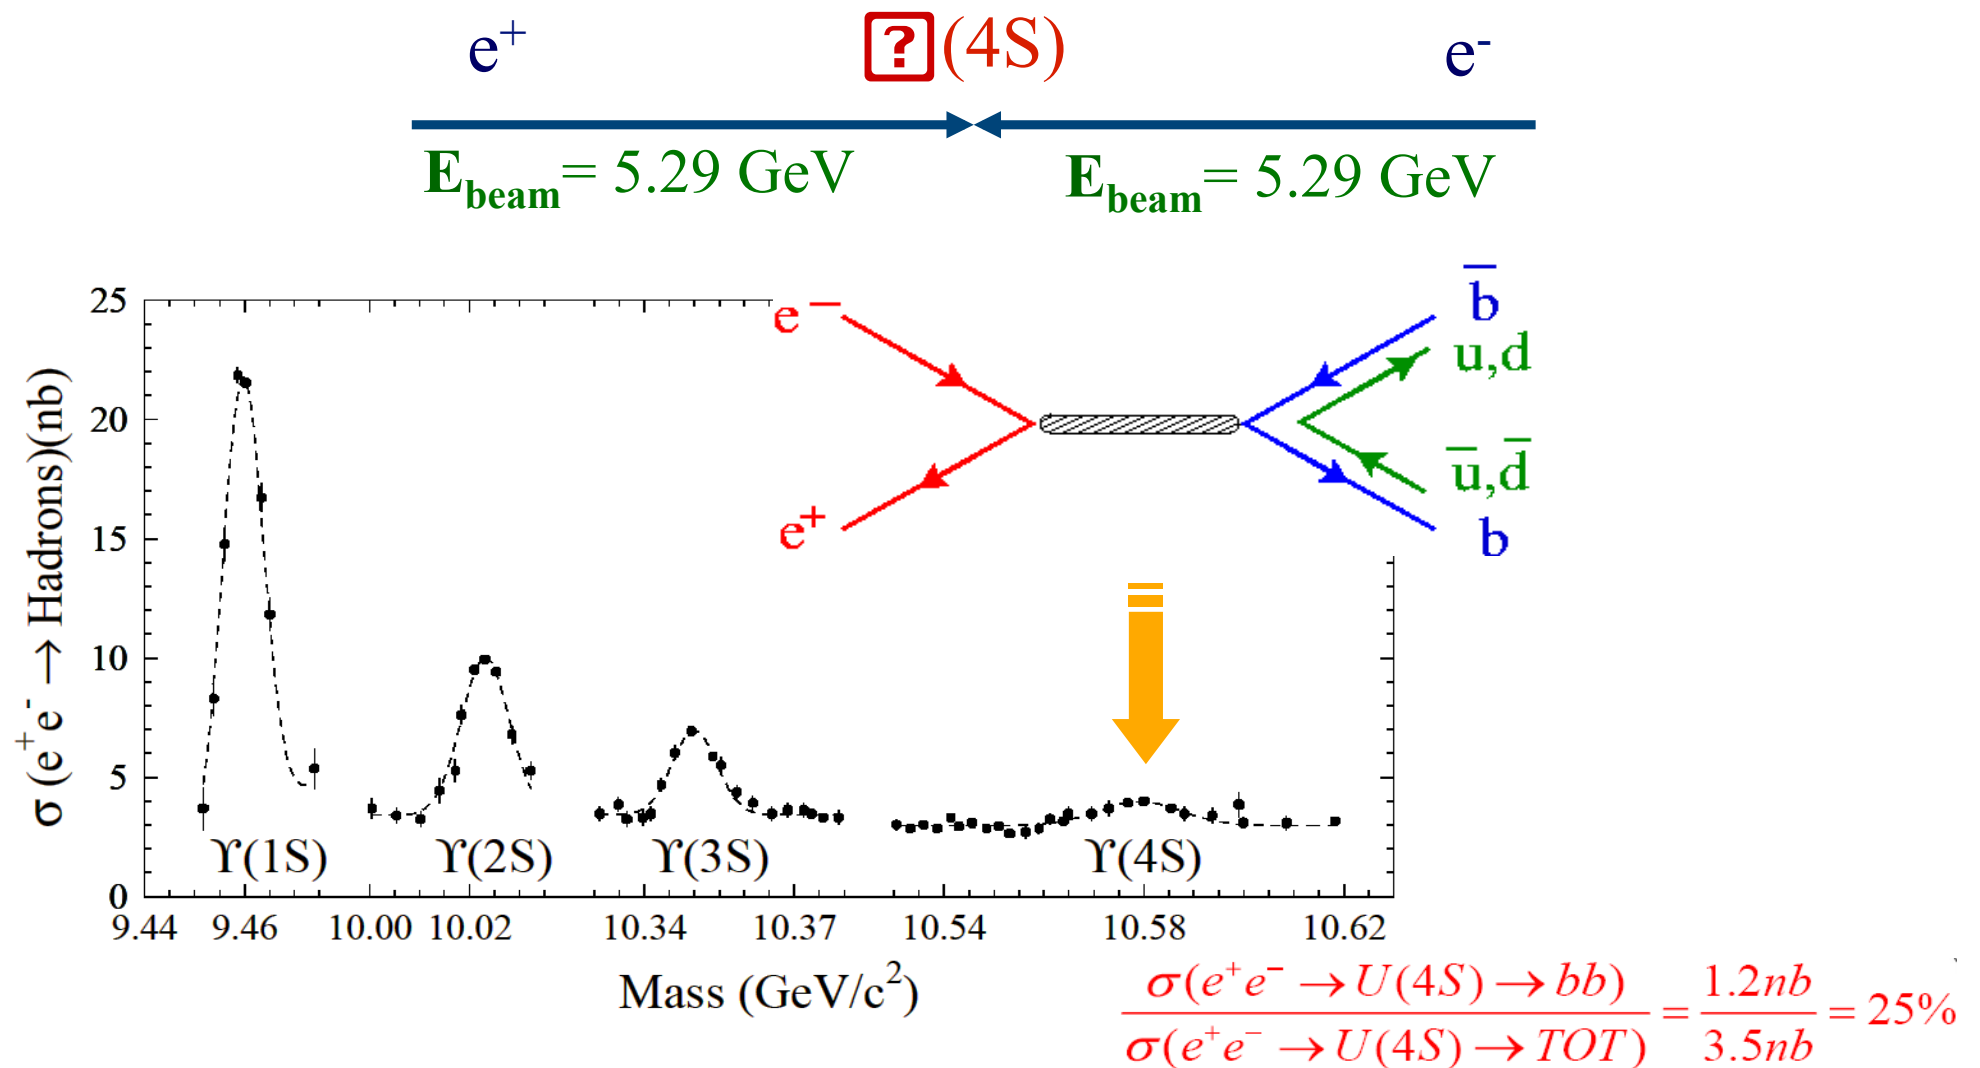 e⁺ ⍰(4S) e⁻
E_beam= 5.29 GeV E_beam= 5.29 GeV
σ (e⁺e⁻ → Hadrons)(nb)
25
20
15
10
5
0
e⁻
e⁺
b̅
u,d
u̅,d̅
b
ϒ(1S) ϒ(2S) ϒ(3S) ϒ(4S)
9.44 9.46 10.00 10.02 10.34 10.37 10.54 10.58 10.62
Mass (GeV/c²)
σ(e⁺e⁻ → U(4S) → bb) / σ(e⁺e⁻ → U(4S) → TOT) = 1.2nb / 3.5nb = 25%